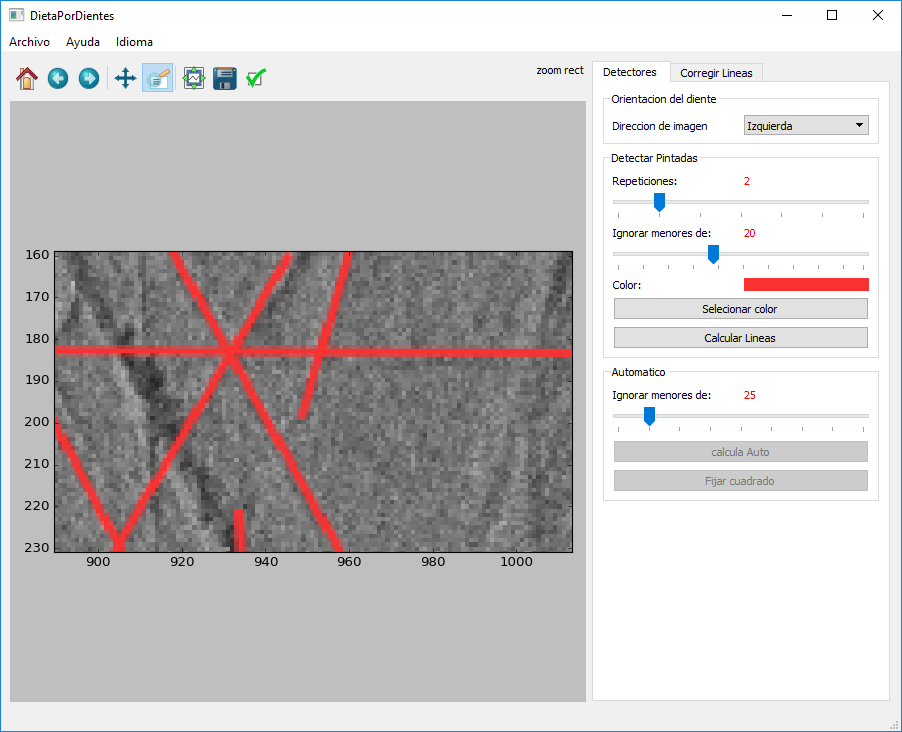 DietaPorDientes
Archivo Ayuda Idioma
zoom rect
160
170
180
190
200
210
220
230
900 920 940 960 980 1000
Detectores Corregir Lineas
Orientacion del diente
Direccion de imagen Izquierda
Detectar Pintadas
Repeticiones: 2
Ignorar menores de: 20
Color:
Selecionar color
Calcular Lineas
Automatico
Ignorar menores de: 25
calcula Auto
Fijar cuadrado